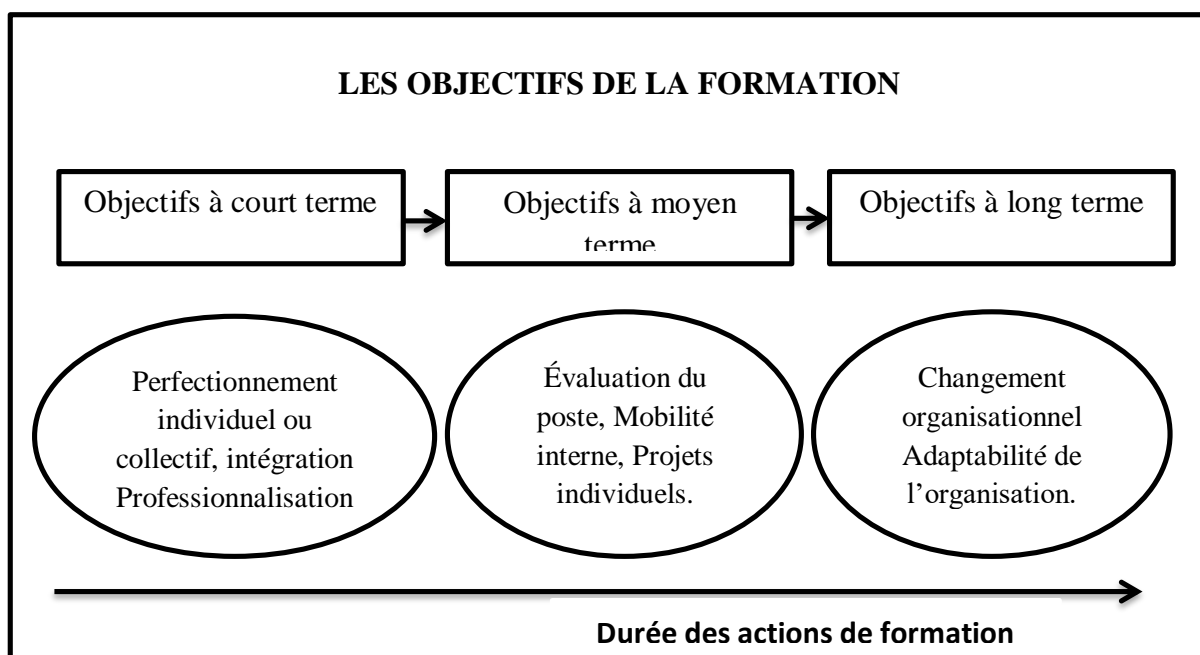 LES OBJECTIFS DE LA FORMATION
Objectifs à court terme
Objectifs à moyen
terme
Objectifs à long terme
Perfectionnement
individuel ou
collectif, intégration
Professionnalisation
Évaluation du
poste, Mobilité
interne, Projets
individuels.
Changement
organisationnel
Adaptabilité de
l’organisation.
Durée des actions de formation